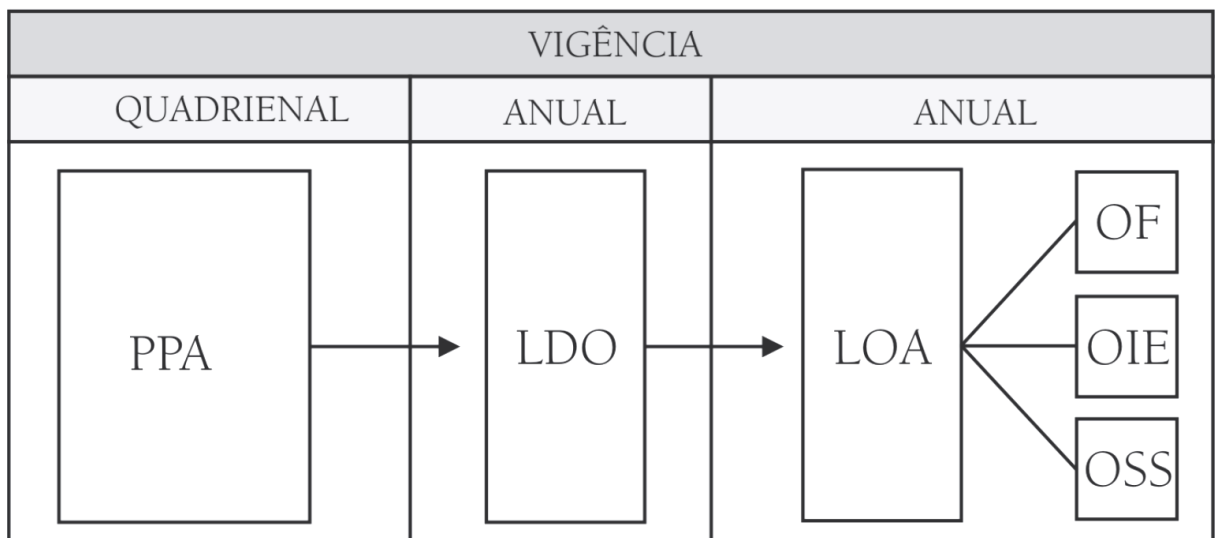 VIGÊNCIA
QUADRIENAL ANUAL ANUAL
PPA LDO LOA
OF
OIE
OSS